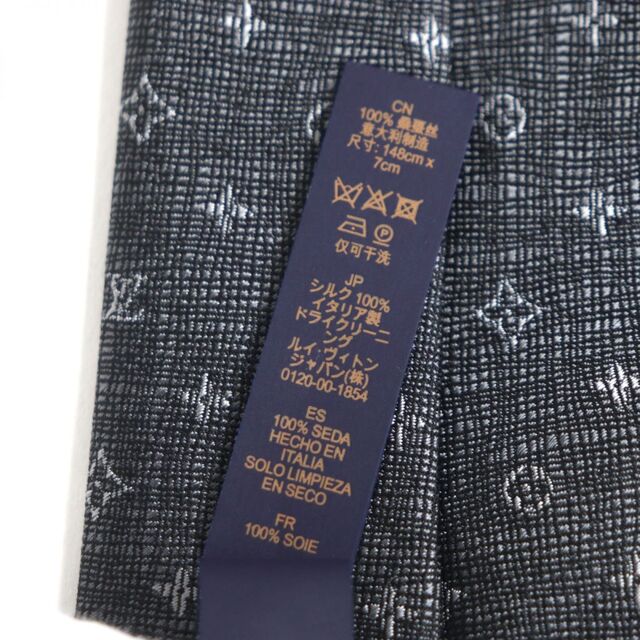 CN
100% 桑蚕丝
意大利制造
尺寸: 148cm x
7cm
仅可干洗
JP
シルク 100%
イタリア製
ドライクリーニ
ング
ルイ・ヴィトン
ジャパン(株)
0120-00-1854
ES
100% SEDA
HECHO EN
ITALIA
SOLO LIMPIEZA
EN SECO
FR
100% SOIE